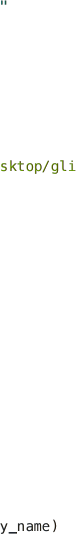 "
sktop/gli
y_name)